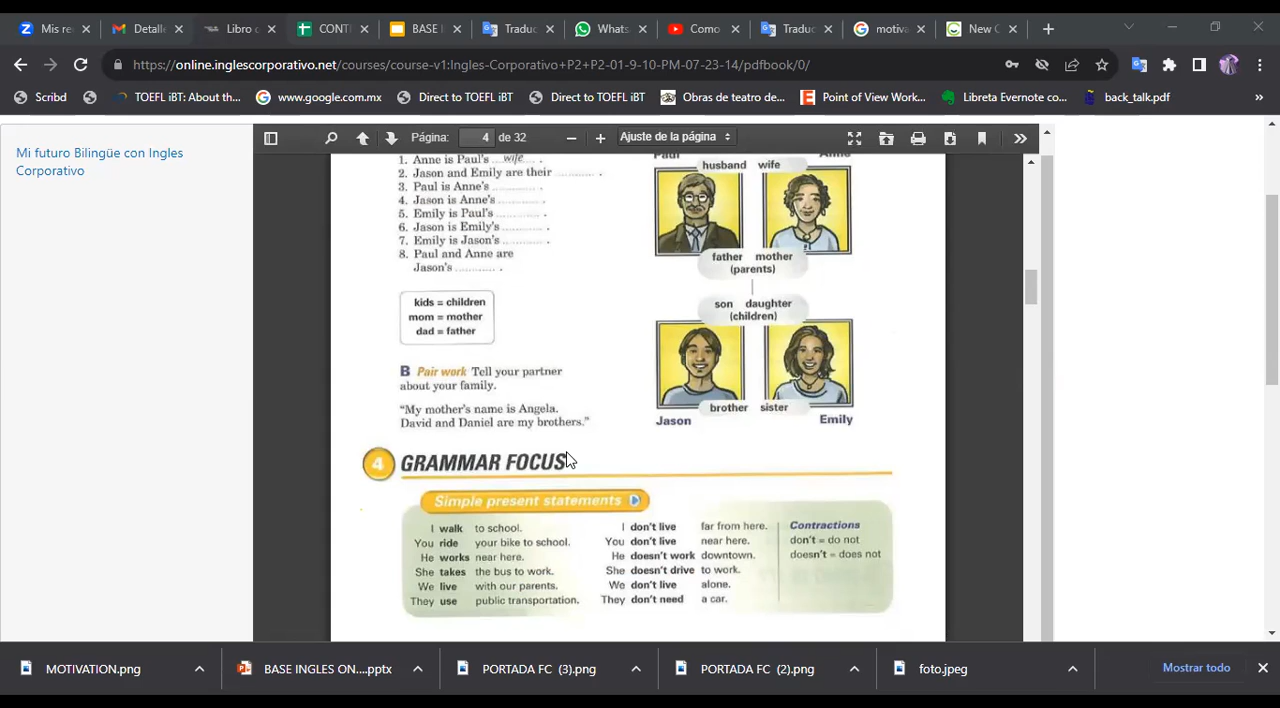 Mis re
Detalle
Libro
CONT
BASE I
Traduc
Whats
Como
Traduc
motiva
New C
https://online.inglescorporativo.net/courses/course-v1:Ingles-Corporativo+P2+P2-01-9-10-PM-07-23-14/pdfbook/0/
Scribd
TOEFL iBT: About th...
www.google.com.mx
Direct to TOEFL iBT
Direct to TOEFL iBT
Obras de teatro de...
Point of View Work...
Libreta Evernote co...
back_talk.pdf
»
Mi futuro Bilingüe con Ingles
Corporativo
Página: 4 de 32
Ajuste de la página
1. Anne is Paul's ...wife... .
2. Jason and Emily are their ........... .
3. Paul is Anne's ........... .
4. Jason is Anne's ........... .
5. Emily is Paul's ........... .
6. Jason is Emily's ........... .
7. Emily is Jason's ........... .
8. Paul and Anne are
Jason's ........... .
kids = children
mom = mother
dad = father
Paul
Anne
husband wife
father mother
(parents)
son daughter
(children)
brother sister
Jason
Emily
B Pair work Tell your partner
about your family.
"My mother's name is Angela.
David and Daniel are my brothers."
4 GRAMMAR FOCUS
Simple present statements
I walk to school.
You ride your bike to school.
He works near here.
She takes the bus to work.
We live with our parents.
They use public transportation.
I don't live far from here.
You don't live near here.
He doesn't work downtown.
She doesn't drive to work.
We don't live alone.
They don't need a car.
Contractions
don't = do not
doesn't = does not
MOTIVATION.png
BASE INGLES ON....pptx
PORTADA FC (3).png
PORTADA FC (2).png
foto.jpeg
Mostrar todo